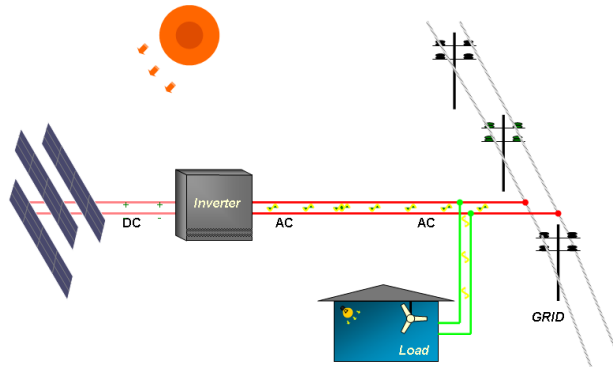 Inverter
+ +
-
DC
AC
AC
GRID
Load